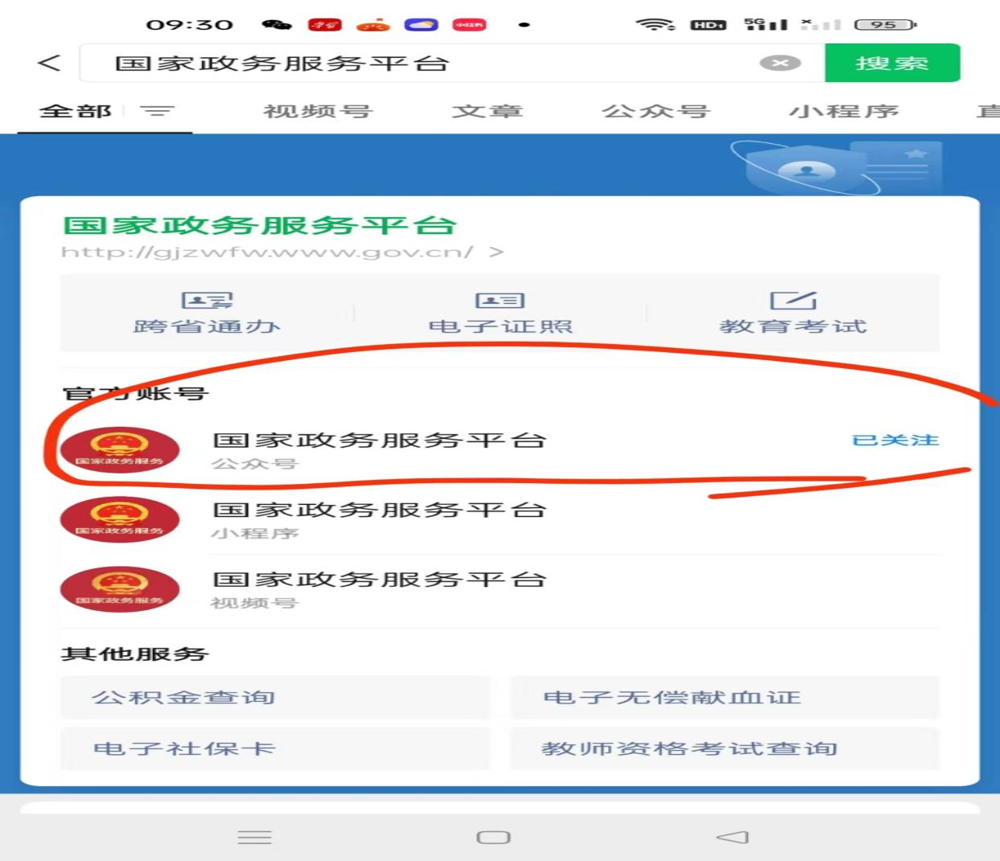 09:30 学习 小红书 HD1 5G 95
国家政务服务平台 搜索
全部 视频号 文章 公众号 小程序
国家政务服务平台
http://gjzwfw.www.gov.cn/ >
跨省通办 电子证照 教育考试
官方账号
国家政务服务平台 已关注
国家政务服务
公众号
国家政务服务平台
国家政务服务
小程序
国家政务服务平台
国家政务服务
视频号
其他服务
公积金查询 电子无偿献血证
电子社保卡 教师资格考试查询